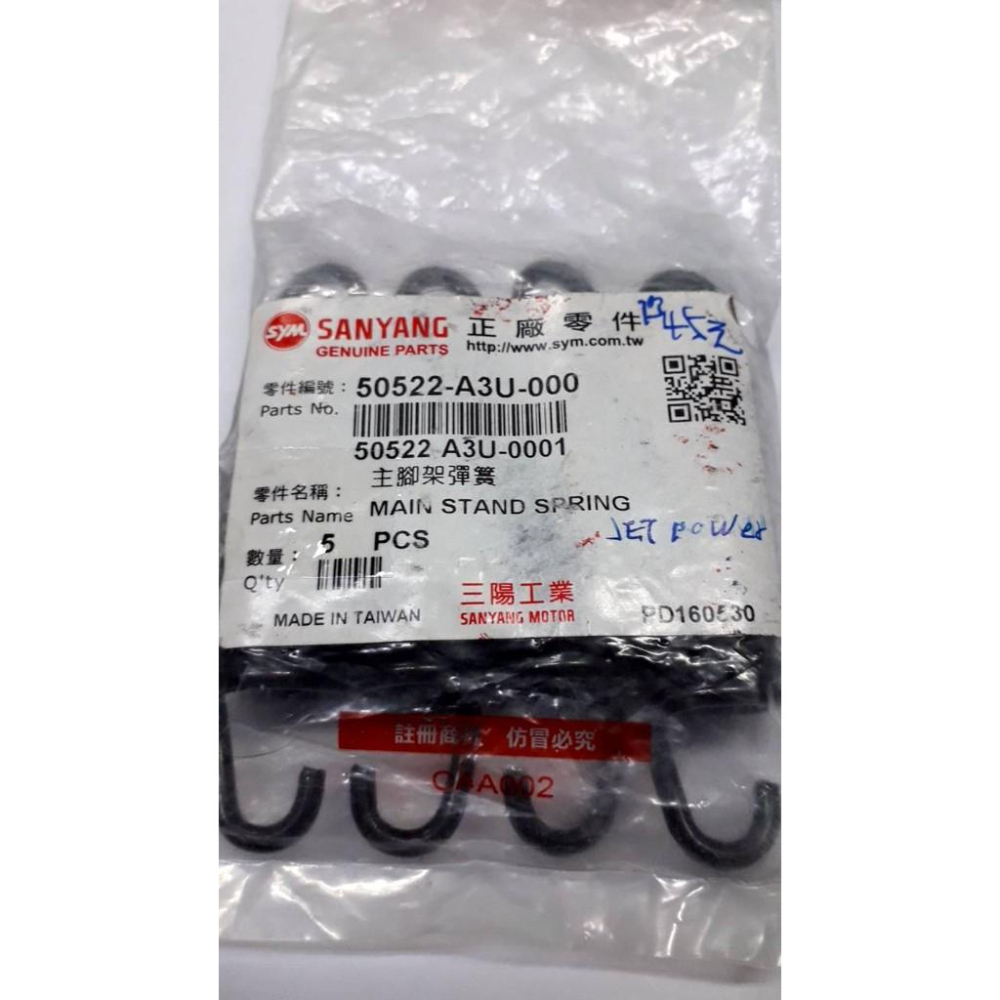 SYM SANYANG 正廠零件
GENUINE PARTS http://www.sym.com.tw
45元
零件編號： 50522-A3U-000
Parts No.
50522 A3U-0001
主腳架彈簧
零件名稱：
Parts Name MAIN STAND SPRING
JET POWER
數量： 5 PCS
Q'ty
三陽工業
MADE IN TAIWAN SANYANG MOTOR PD160530
註冊商標 仿冒必究